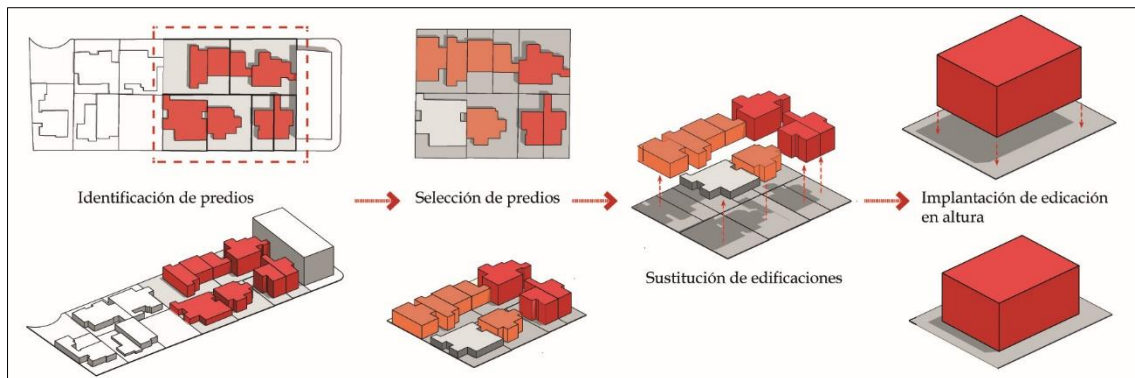 Identificación de predios
Selección de predios
Sustitución de edificaciones
Implantación de edicación
en altura